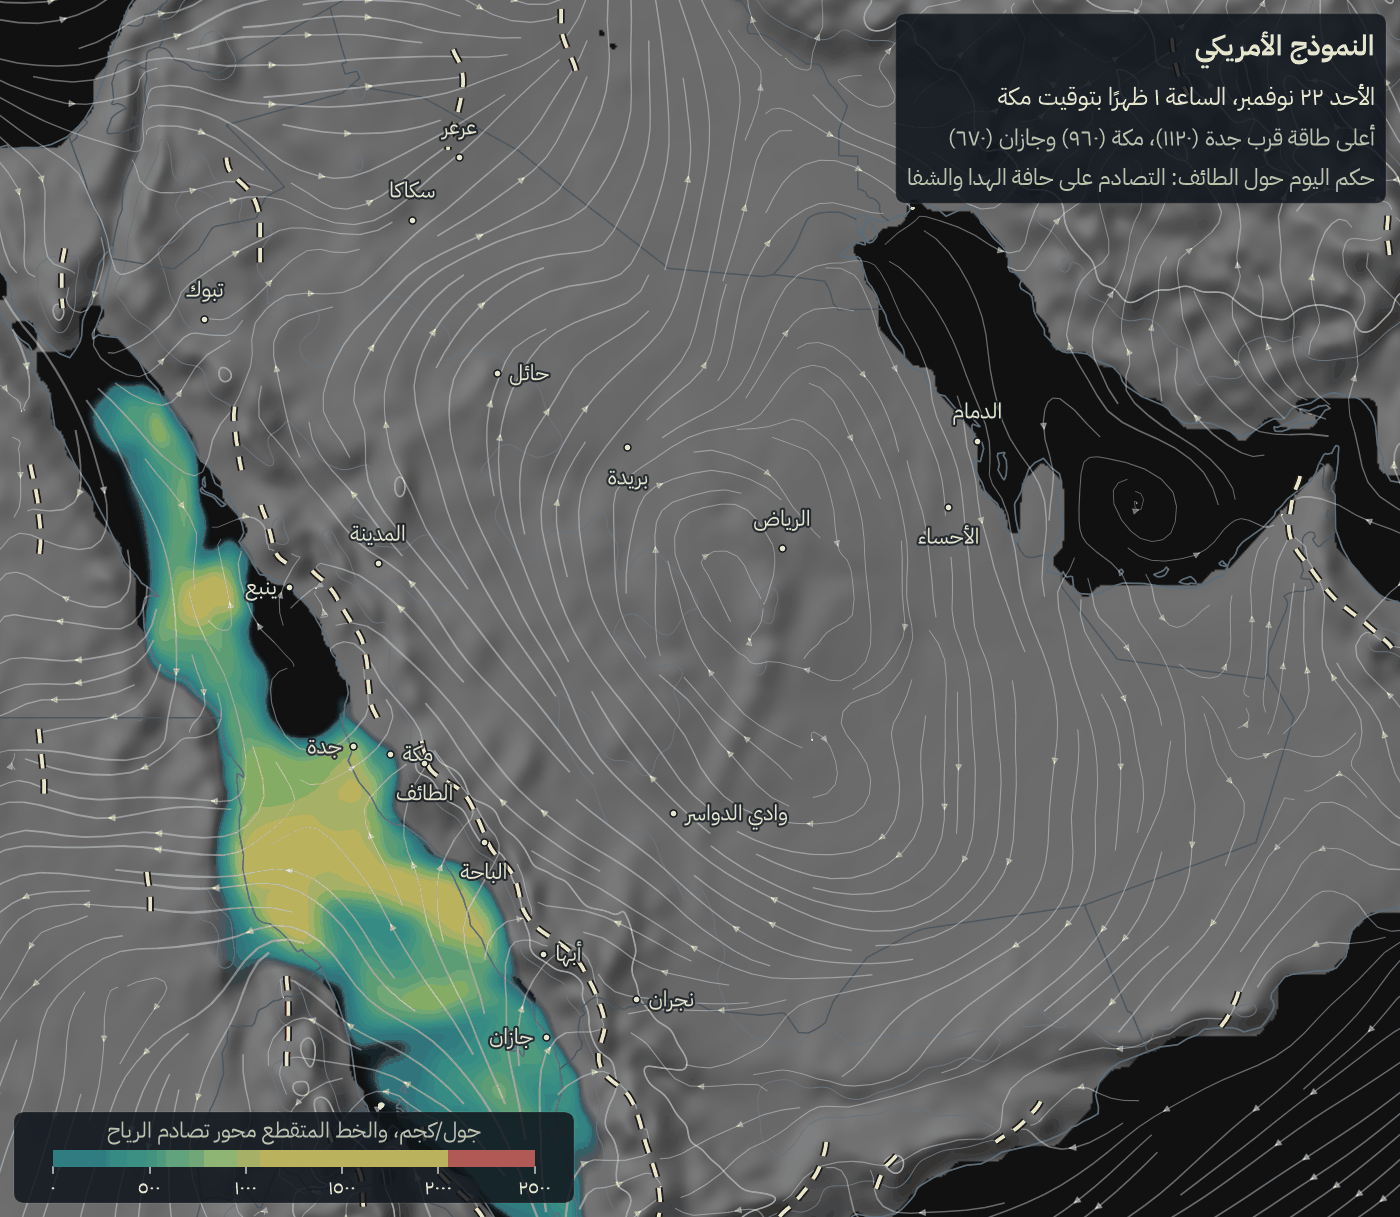 النموذج الأمريكي
الأحد ٢٢ نوفمبر، الساعة ١ ظهرًا بتوقيت مكة
أعلى طاقة قرب جدة (١١٢٠)، مكة (٩٦٠) وجازان (٦٧٠)
حكم اليوم حول الطائف: التصادم على حافة الهدا والشفا
عرعر
سكاكا
تبوك
حائل
الدمام
بريدة
الرياض
الأحساء
المدينة
ينبع
جدة
مكة
الطائف
وادي الدواسر
الباحة
أبها
نجران
جازان
جول/كجم، والخط المتقطع محور تصادم الرياح
٠ ٥٠٠ ١٠٠٠ ١٥٠٠ ٢٠٠٠ ٢٥٠٠